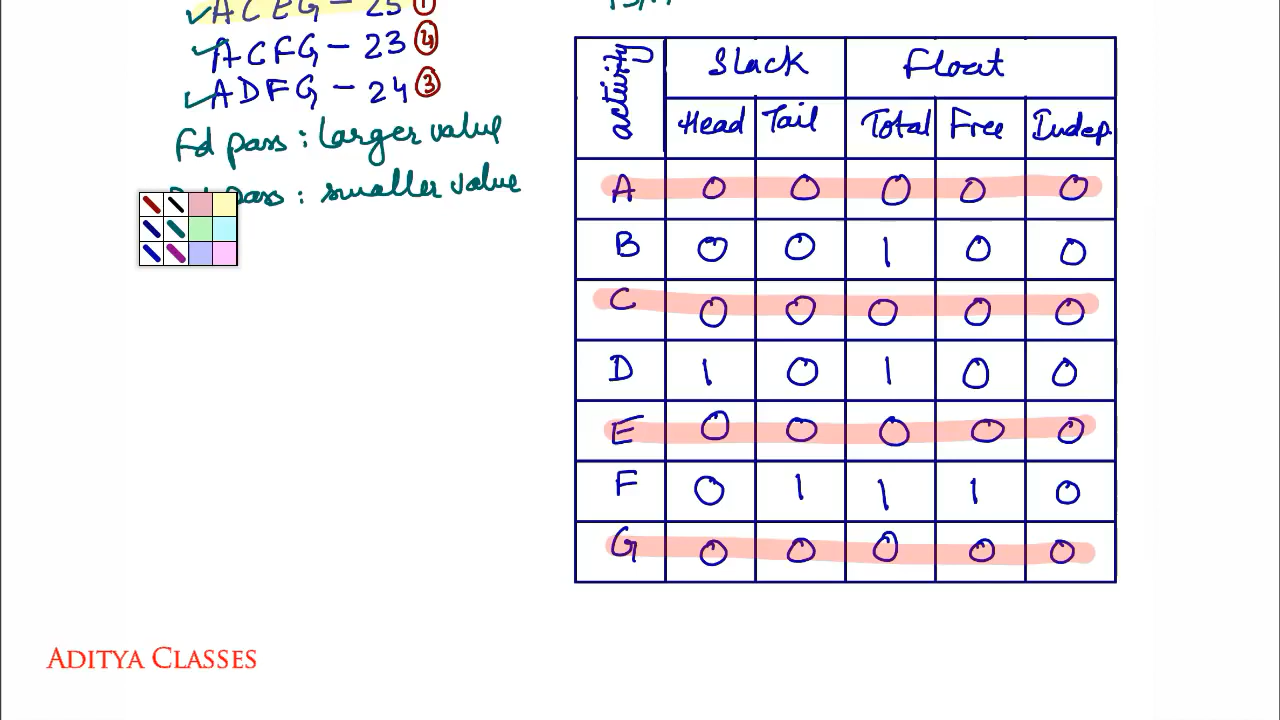 ✓ACEG - 25 ①
✓ACFG - 23 ④
✓ADFG - 24 ③
Fd pass : larger value
pass : smaller value
activity Slack Float
Head Tail Total Free Indep.
A 0 0 0 0 0
B 0 0 1 0 0
C 0 0 0 0 0
D 1 0 1 0 0
E 0 0 0 0 0
F 0 1 1 1 0
G 0 0 0 0 0
ADITYA CLASSES